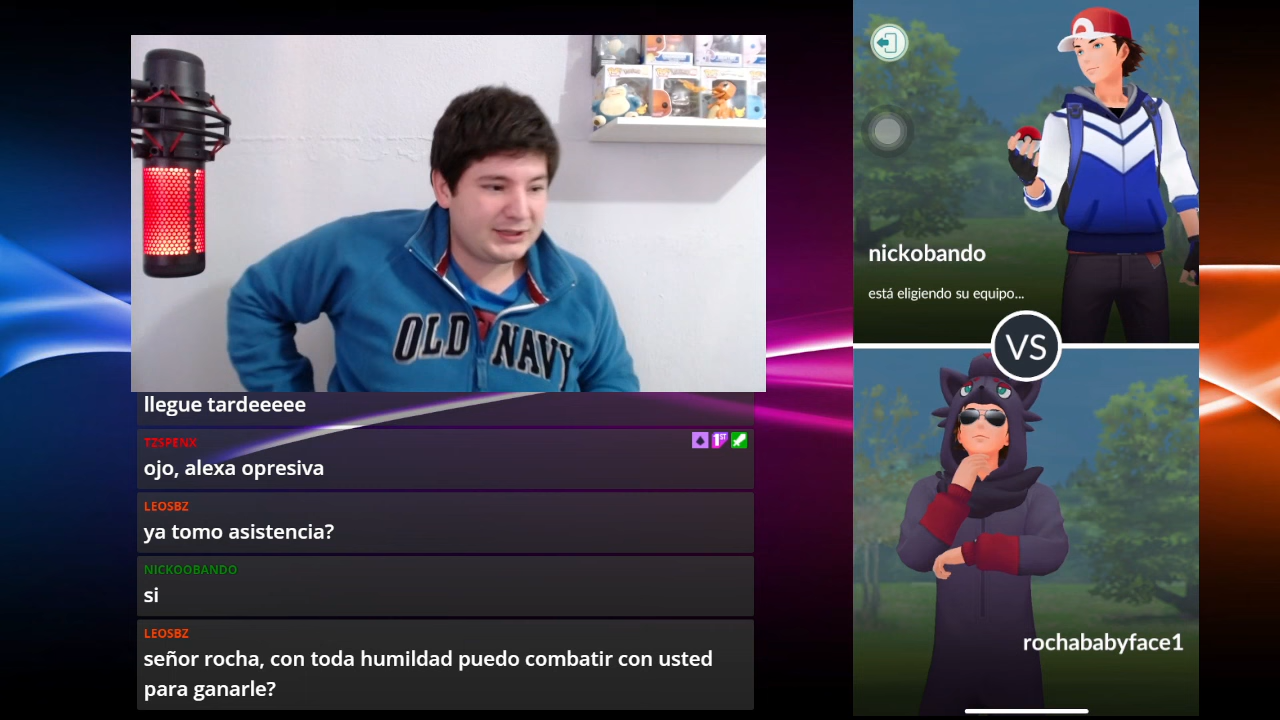 OLD NAVY
llegue tardeeeee
TZSPENX
1ST
ojo, alexa opresiva
LEOSBZ
ya tomo asistencia?
NICKOOBANDO
si
LEOSBZ
señor rocha, con toda humildad puedo combatir con usted
para ganarle?
nickobando
está eligiendo su equipo...
VS
rochababyface1